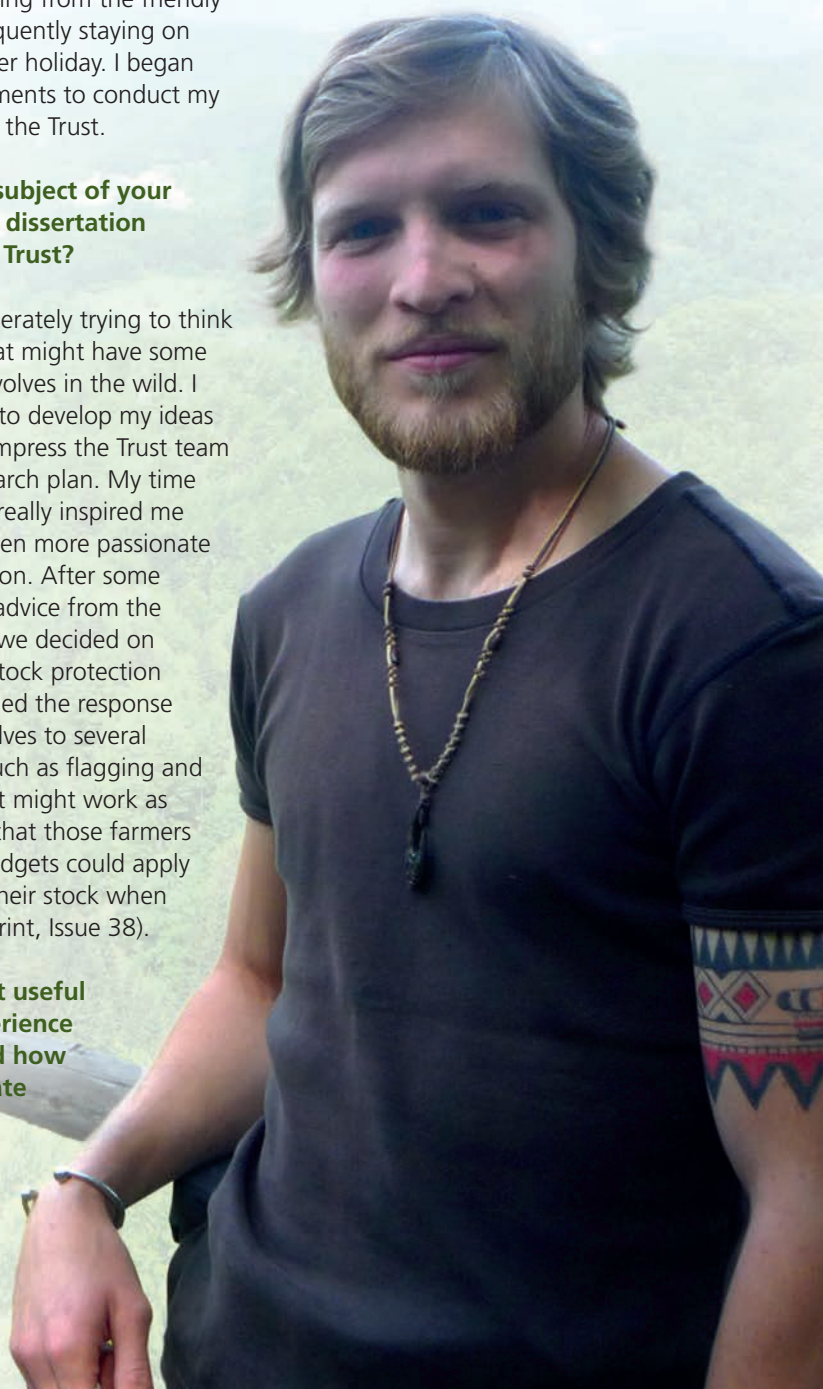 ing from the friendly
quently staying on
er holiday. I began
ments to conduct my
the Trust.
subject of your
dissertation
Trust?
erately trying to think
at might have some
volves in the wild. I
to develop my ideas
mpress the Trust team
arch plan. My time
really inspired me
en more passionate
on. After some
advice from the
we decided on
tock protection
ed the response
lves to several
uch as flagging and
t might work as
that those farmers
dgets could apply
heir stock when
rint, Issue 38).
t useful
erience
d how
te